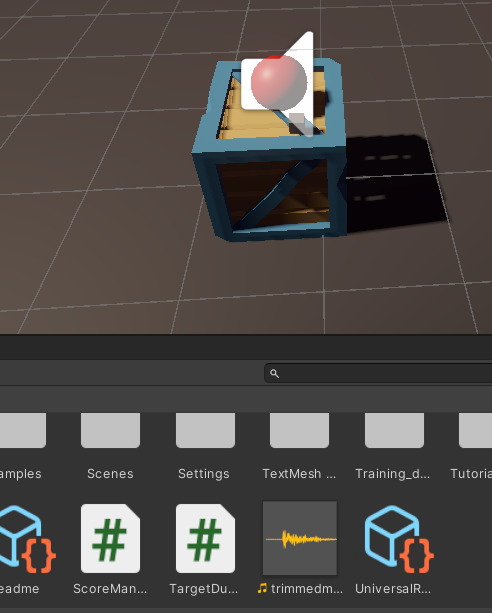 amples
Scenes
Settings
TextMesh ...
Training_d...
Tutoria
eadme
ScoreMan...
TargetDu...
trimmedm...
UniversalR...